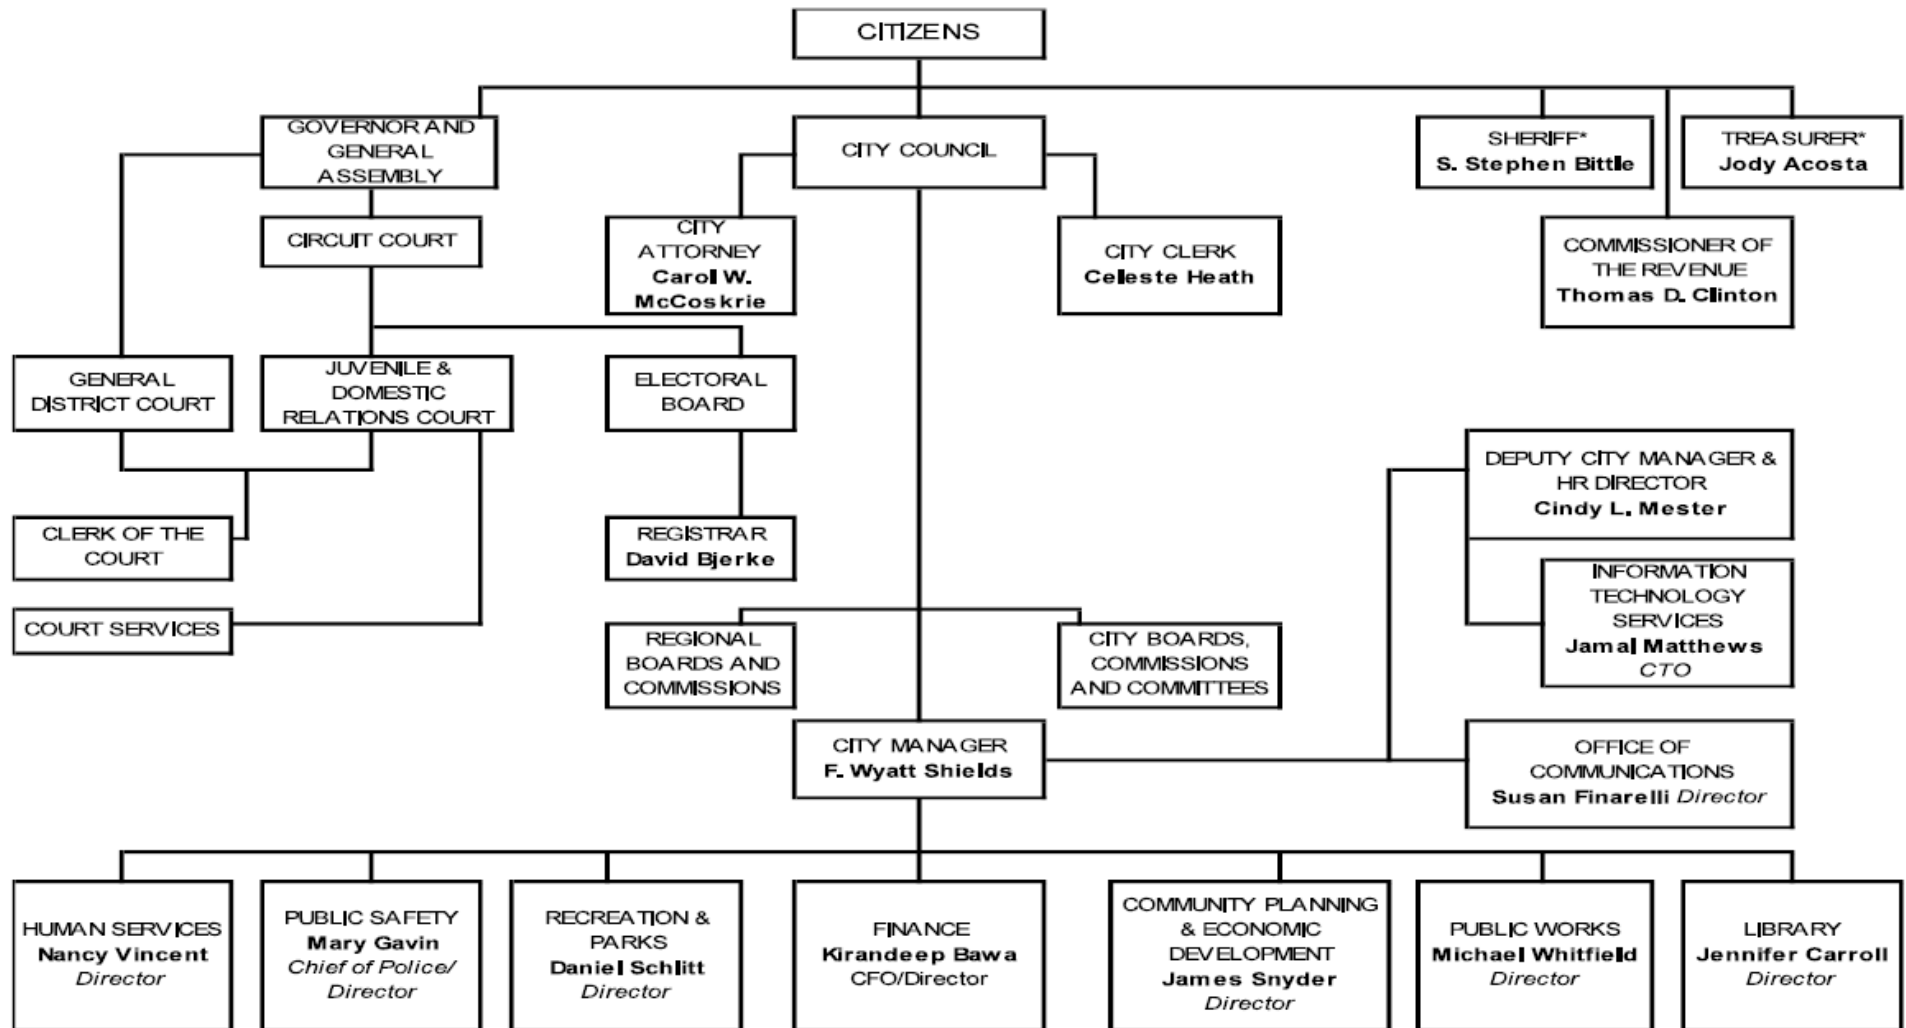 CITIZENS
GOVERNOR AND
GENERAL
ASSEMBLY
CITY COUNCIL
SHERIFF*
S. Stephen Bittle
TREASURER*
Jody Acosta
CIRCUIT COURT
CITY
ATTORNEY
Carol W.
McCoskrie
CITY CLERK
Celeste Heath
COMMISSIONER OF
THE REVENUE
Thomas D. Clinton
GENERAL
DISTRICT COURT
JUVENILE &
DOMESTIC
RELATIONS COURT
ELECTORAL
BOARD
DEPUTY CITY MANAGER &
HR DIRECTOR
Cindy L. Mester
CLERK OF THE
COURT
REGISTRAR
David Bjerke
INFORMATION
TECHNOLOGY
SERVICES
Jamal Matthews
CTO
COURT SERVICES
REGIONAL
BOARDS AND
COMMISSIONS
CITY BOARDS,
COMMISSIONS
AND COMMITTEES
CITY MANAGER
F. Wyatt Shields
OFFICE OF
COMMUNICATIONS
Susan Finarelli Director
HUMAN SERVICES
Nancy Vincent
Director
PUBLIC SAFETY
Mary Gavin
Chief of Police/
Director
RECREATION &
PARKS
Daniel Schlitt
Director
FINANCE
Kirandeep Bawa
CFO/Director
COMMUNITY PLANNING
& ECONOMIC
DEVELOPMENT
James Snyder
Director
PUBLIC WORKS
Michael Whitfield
Director
LIBRARY
Jennifer Carroll
Director